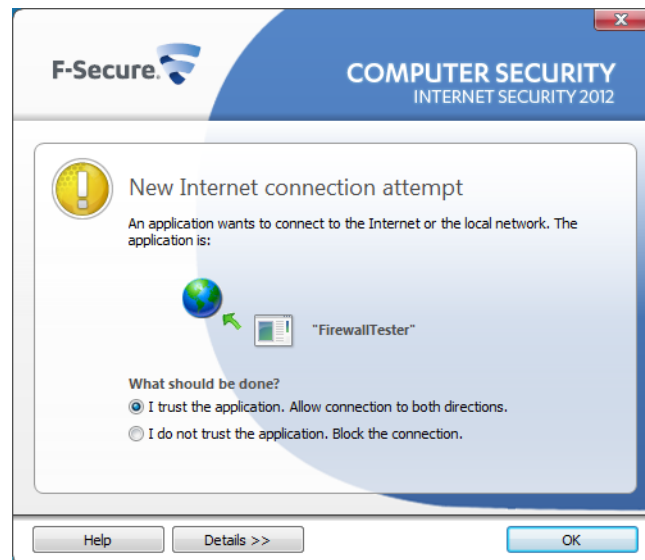 F-Secure.
COMPUTER SECURITY
INTERNET SECURITY 2012
New Internet connection attempt
An application wants to connect to the Internet or the local network. The
application is:
"FirewallTester"
What should be done?
I trust the application. Allow connection to both directions.
I do not trust the application. Block the connection.
Help
Details >>
OK